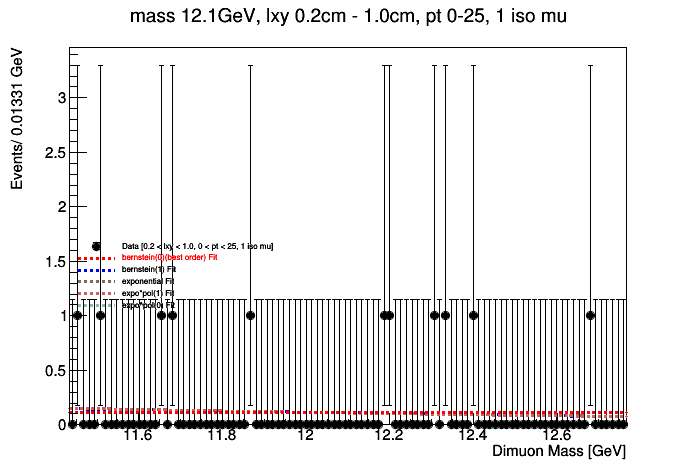 mass 12.1GeV, lxy 0.2cm - 1.0cm, pt 0-25, 1 iso mu
Events/ 0.01331 GeV
3
2.5
2
1.5
1
0.5
0
Data [0.2 < lxy < 1.0, 0 < pt < 25, 1 iso mu]
bernstein(0)(best order) Fit
bernstein(1) Fit
exponential Fit
expo*pol(1) Fit
expo*pol(0) Fit
11.6 11.8 12 12.2 12.4 12.6
Dimuon Mass [GeV]